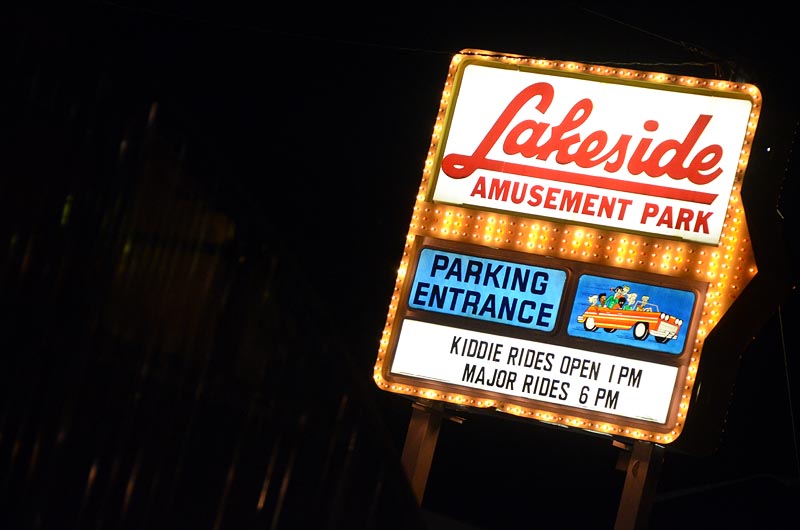 Lakeside
AMUSEMENT PARK
PARKING
ENTRANCE
KIDDIE RIDES OPEN 1 PM
MAJOR RIDES 6 PM